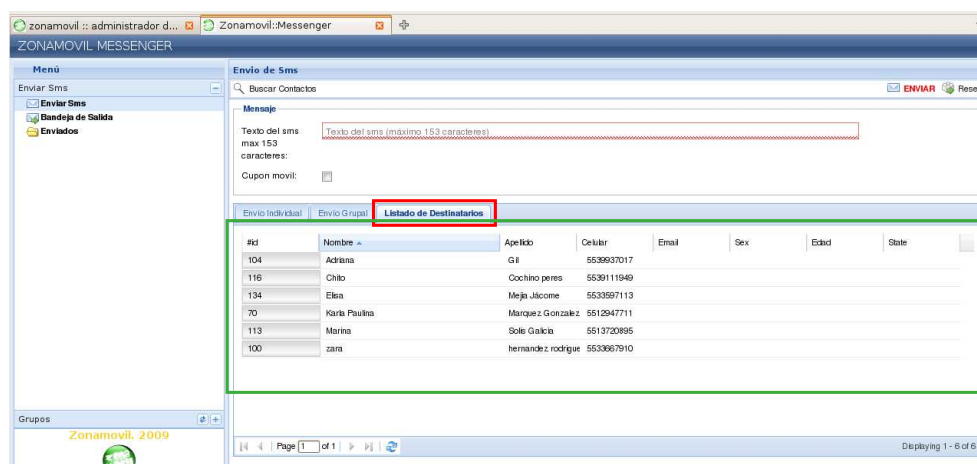 zonamovil :: administrador d...
Zonamovil::Messenger
ZONAMOVIL MESSENGER
Menú
Enviar Sms
Enviar Sms
Bandeja de Salida
Enviados
Grupos
Zonamovil. 2009
Envio de Sms
Buscar Contactos
ENVIAR
Rese
Mensaje
Texto del sms
max 153
caracteres:
Texto del sms (máximo 153 caracteres)
Cupon movil:
Envio Individual Envio Grupal Listado de Destinatarios
#id Nombre Apellido Celular Email Sex Edad State
104 Adriana Gil 5539937017
116 Chito Cochino peres 5539111949
134 Elisa Mejia Jácome 5533597113
70 Karla Paulina Marquez Gonzalez 5512947711
113 Marina Solis Galicia 5513720895
100 zara hernandez rodrigue 5533667910
Page 1 of 1
Displaying 1 - 6 of 6